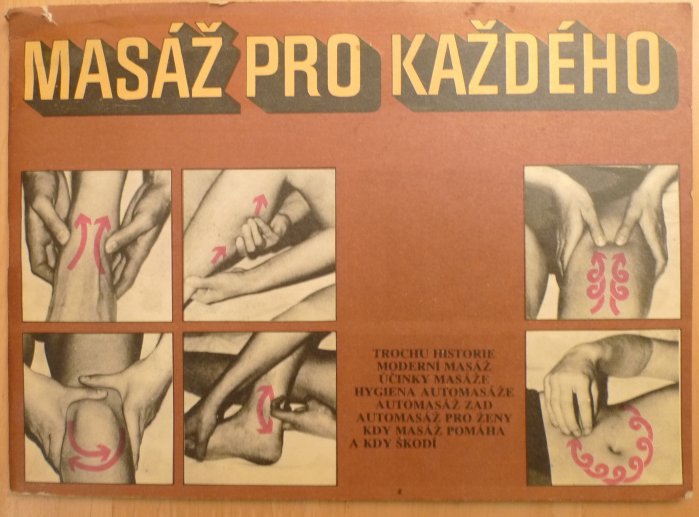 MASÁŽ PRO KAŽDÉHO
TROCHU HISTORIE
MODERNÍ MASÁŽ
ÚČINKY MASÁŽE
HYGIENA AUTOMASÁŽE
AUTOMASÁŽ ZAD
AUTOMASÁŽ PRO ŽENY
KDY MASÁŽ POMÁHA
A KDY ŠKODÍ